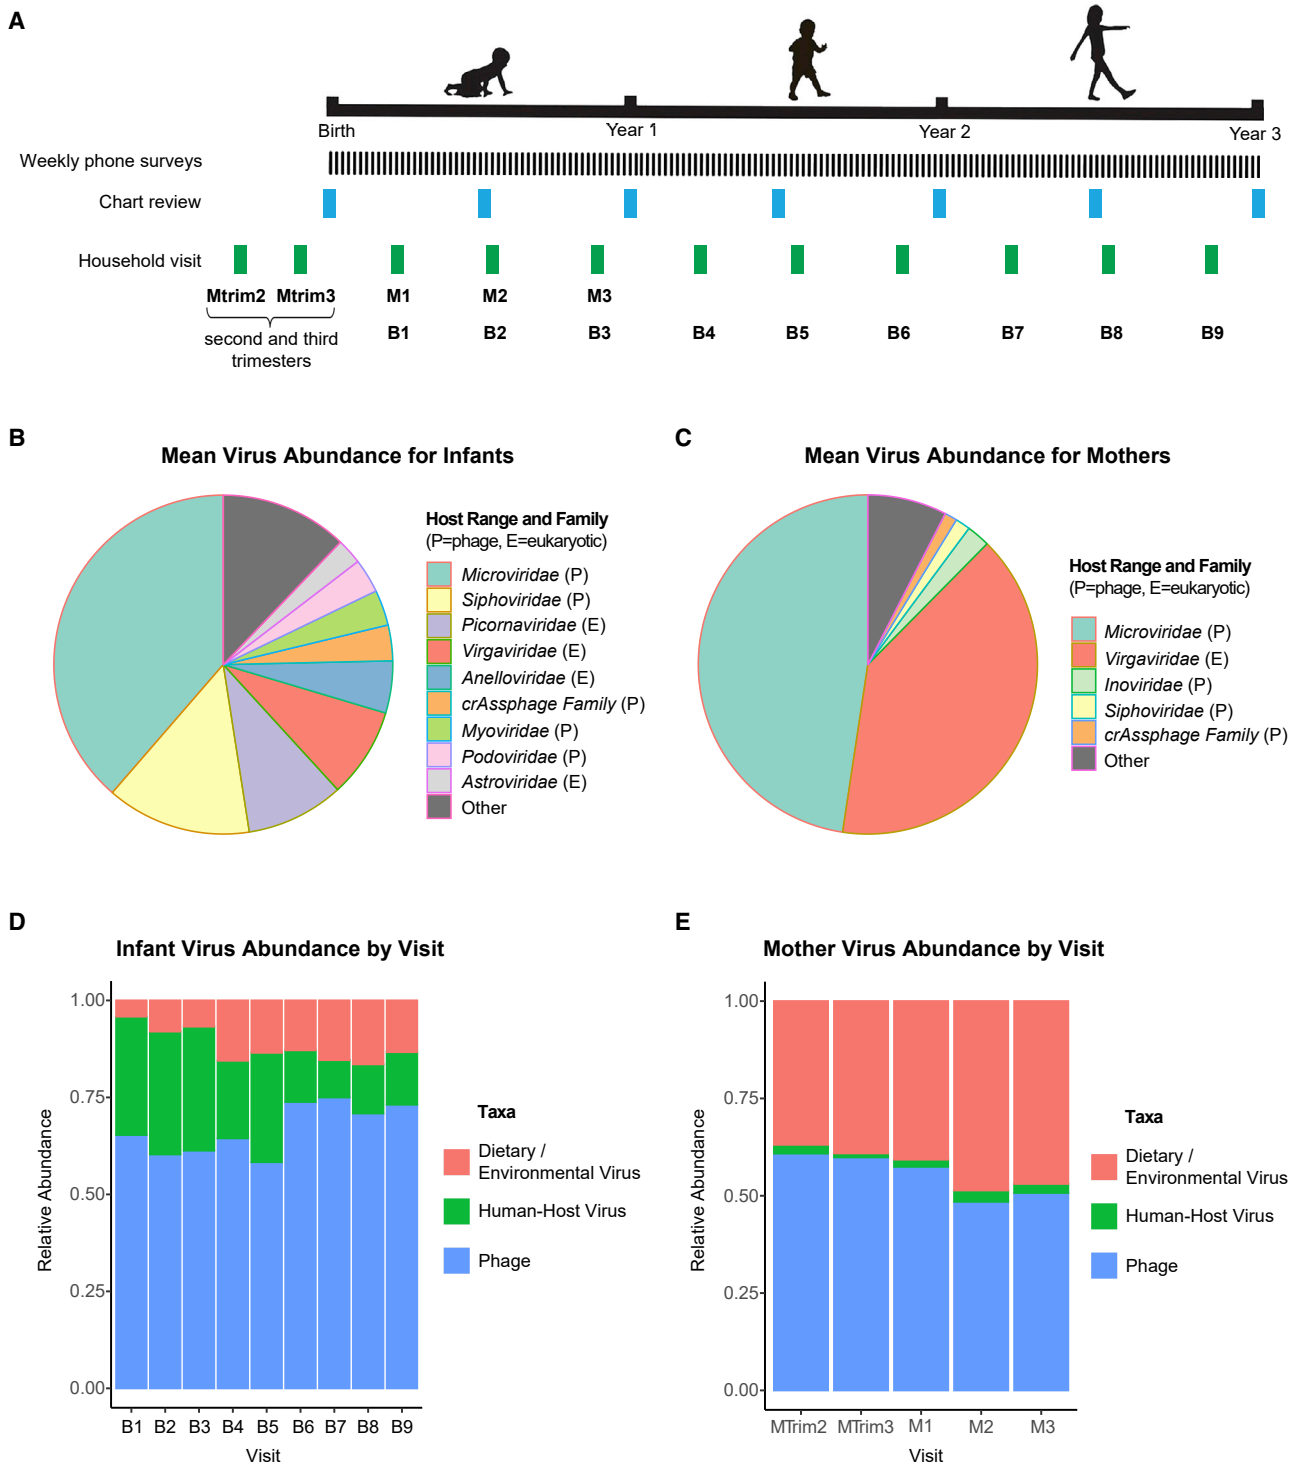 A
Birth
Year 1
Year 2
Year 3
Weekly phone surveys
Chart review
Household visit
Mtrim2
Mtrim3
M1
M2
M3
second and third
trimesters
B1
B2
B3
B4
B5
B6
B7
B8
B9
B
Mean Virus Abundance for Infants
Host Range and Family
(P=phage, E=eukaryotic)
Microviridae (P)
Siphoviridae (P)
Picornaviridae (E)
Virgaviridae (E)
Anelloviridae (E)
crAssphage Family (P)
Myoviridae (P)
Podoviridae (P)
Astroviridae (E)
Other
C
Mean Virus Abundance for Mothers
Host Range and Family
(P=phage, E=eukaryotic)
Microviridae (P)
Virgaviridae (E)
Inoviridae (P)
Siphoviridae (P)
crAssphage Family (P)
Other
D
Infant Virus Abundance by Visit
Relative Abundance
1.00
0.75
0.50
0.25
0.00
B1
B2
B3
B4
B5
B6
B7
B8
B9
Visit
Taxa
Dietary /
Environmental Virus
Human-Host Virus
Phage
E
Mother Virus Abundance by Visit
Relative Abundance
1.00
0.75
0.50
0.25
0.00
MTrim2
MTrim3
M1
M2
M3
Visit
Taxa
Dietary /
Environmental Virus
Human-Host Virus
Phage